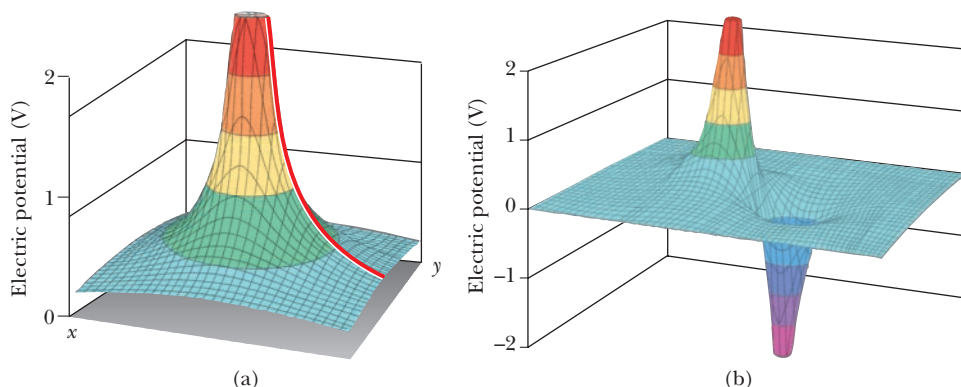 2
1
0
Electric potential (V)
x
y
(a)
2
1
0
−1
−2
Electric potential (V)
(b)